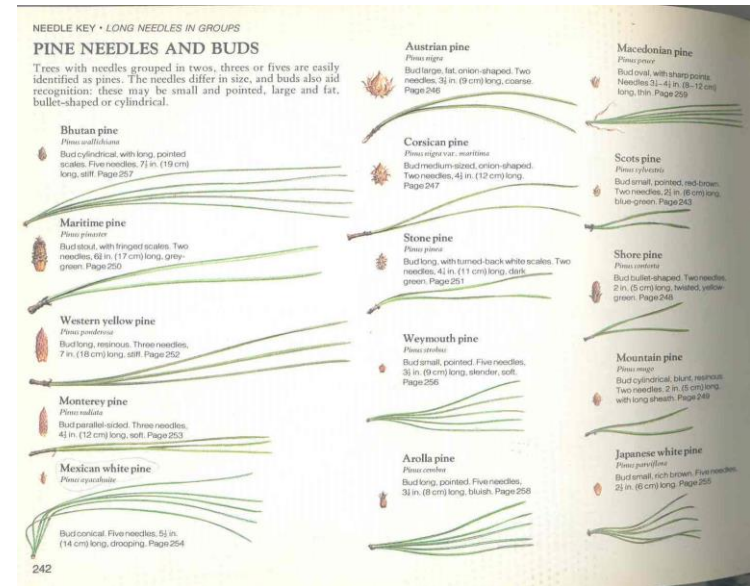 NEEDLE KEY • LONG NEEDLES IN GROUPS
PINE NEEDLES AND BUDS
Trees with needles grouped in twos, threes or fives are easily
identified as pines. The needles differ in size, and buds also aid
recognition: these may be small and pointed, large and fat,
bullet-shaped or cylindrical.
Bhutan pine
Pinus wallichiana
Bud cylindrical, with long, pointed
scales. Five needles, 7½ in. (19 cm)
long, stiff. Page 257
Maritime pine
Pinus pinaster
Bud stout, with fringed scales. Two
needles, 6¾ in. (17 cm) long, grey-
green. Page 250
Western yellow pine
Pinus ponderosa
Bud long, resinous. Three needles,
7 in. (18 cm) long, stiff. Page 252
Monterey pine
Pinus radiata
Bud parallel-sided. Three needles,
4¾ in. (12 cm) long, soft. Page 253
Mexican white pine
Pinus ayacahuite
Bud conical. Five needles, 5½ in.
(14 cm) long, drooping. Page 254
242
Austrian pine
Pinus nigra
Bud large, fat, onion-shaped. Two
needles, 3½ in. (9 cm) long, coarse.
Page 246
Corsican pine
Pinus nigra var. maritima
Bud medium-sized, onion-shaped.
Two needles, 4¾ in. (12 cm) long.
Page 247
Stone pine
Pinus pinea
Bud long, with turned-back white scales. Two
needles, 4¼ in. (11 cm) long, dark
green. Page 251
Weymouth pine
Pinus strobus
Bud small, pointed. Five needles,
3½ in. (9 cm) long, slender, soft.
Page 256
Arolla pine
Pinus cembra
Bud long, pointed. Five needles,
3¼ in. (8 cm) long, bluish. Page 258
Macedonian pine
Pinus peuce
Bud oval, with sharp points.
Needles 3¼–4¾ in. (8–12 cm)
long, thin. Page 259
Scots pine
Pinus sylvestris
Bud small, pointed, red-brown.
Two needles, 2½ in. (6 cm) long,
blue-green. Page 243
Shore pine
Pinus contorta
Bud bullet-shaped. Two needles,
2 in. (5 cm) long, twisted, yellow-
green. Page 248
Mountain pine
Pinus mugo
Bud cylindrical, blunt, resinous.
Two needles, 2 in. (5 cm) long,
with long sheath. Page 249
Japanese white pine
Pinus parviflora
Bud small, rich brown. Five needles,
2½ in. (6 cm) long. Page 255